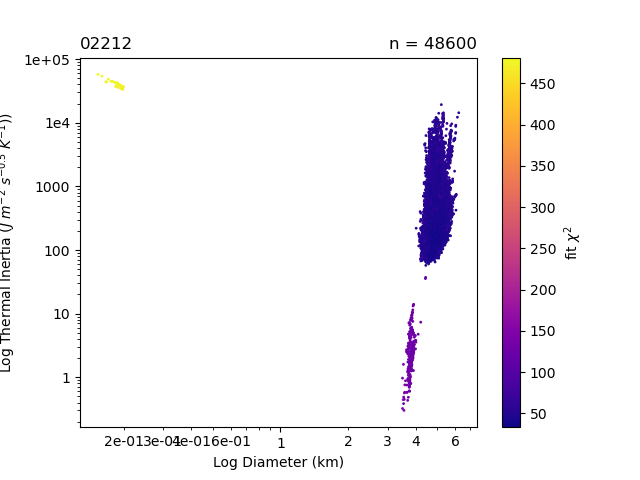 02212
n = 48600
1e+05
1e4
1000
100
10
1
Log Thermal Inertia (J m⁻² s⁻⁰·⁵ K⁻¹))
2e-01
3e-01
4e-01
6e-01
1
2
3
4
6
Log Diameter (km)
450
400
350
300
250
200
150
100
50
fit χ²